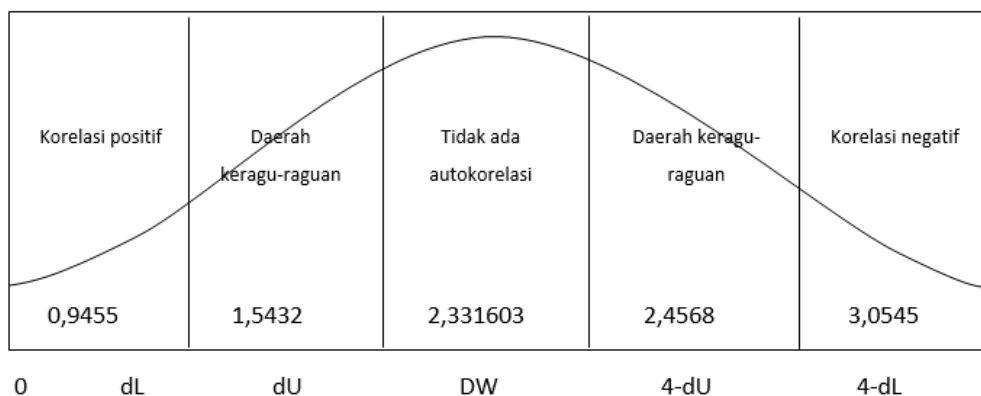 Korelasi positif
Daerah
keragu-raguan
Tidak ada
autokorelasi
Daerah keragu-
raguan
Korelasi negatif
0,9455 1,5432 2,331603 2,4568 3,0545
0 dL dU DW 4-dU 4-dL